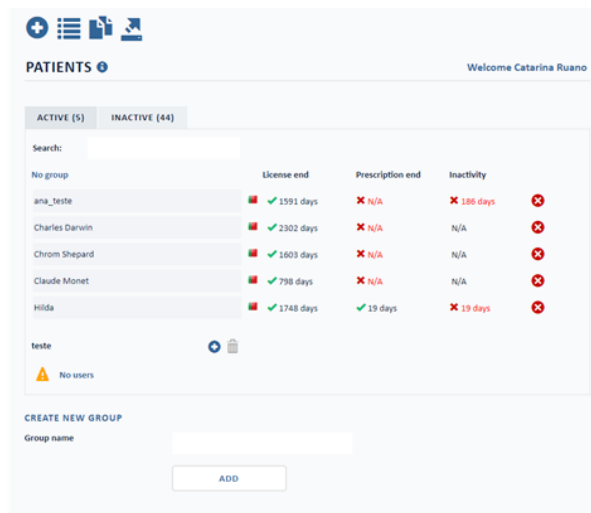 PATIENTS
Welcome Catarina Ruano
ACTIVE (5) INACTIVE (44)
Search:
No group License end Prescription end Inactivity
ana_teste 1591 days N/A 186 days
Charles Darwin 2302 days N/A N/A
Chrom Shepard 1603 days N/A N/A
Claude Monet 798 days N/A N/A
Hilda 1748 days 19 days 19 days
teste
No users
CREATE NEW GROUP
Group name
ADD